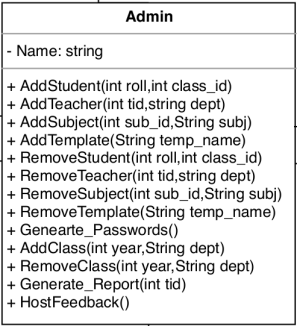 Admin
- Name: string
+ AddStudent(int roll,int class_id)
+ AddTeacher(int tid,string dept)
+ AddSubject(int sub_id,String subj)
+ AddTemplate(String temp_name)
+ RemoveStudent(int roll,int class_id)
+ RemoveTeacher(int tid,string dept)
+ RemoveSubject(int sub_id,String subj)
+ RemoveTemplate(String temp_name)
+ Genearte_Passwords()
+ AddClass(int year,String dept)
+ RemoveClass(int year,String dept)
+ Generate_Report(int tid)
+ HostFeedback()